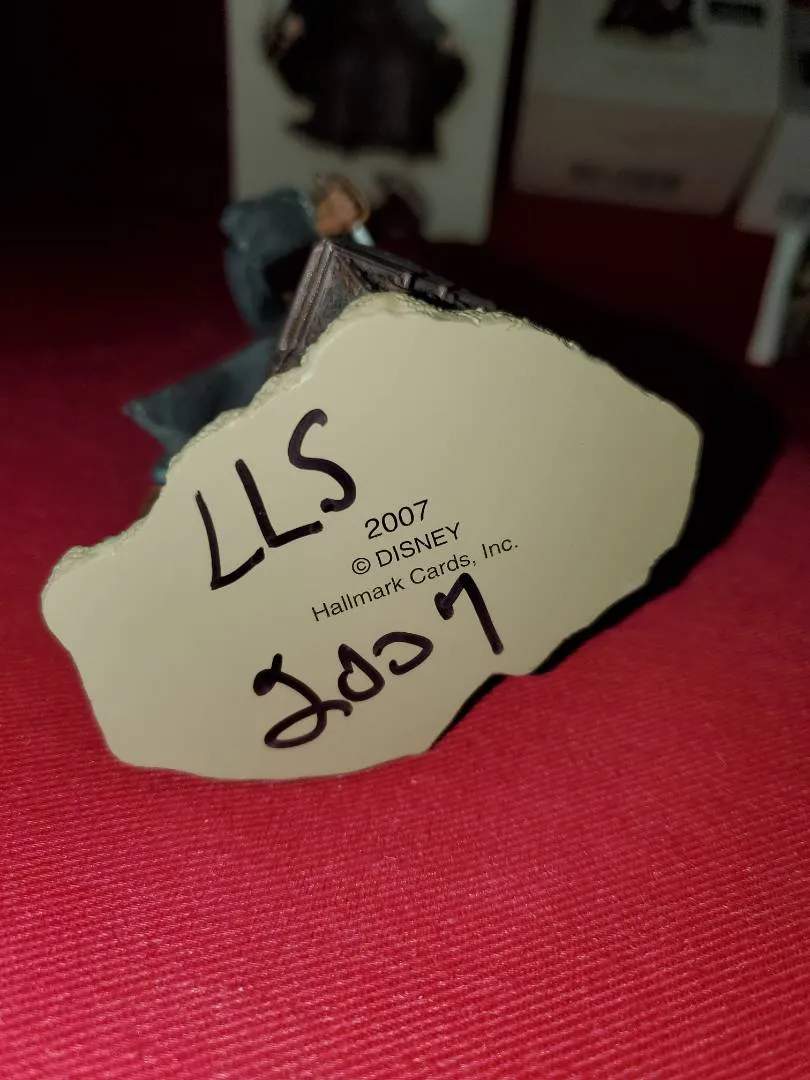 LLS
2007
© DISNEY
Hallmark Cards, Inc.
2007